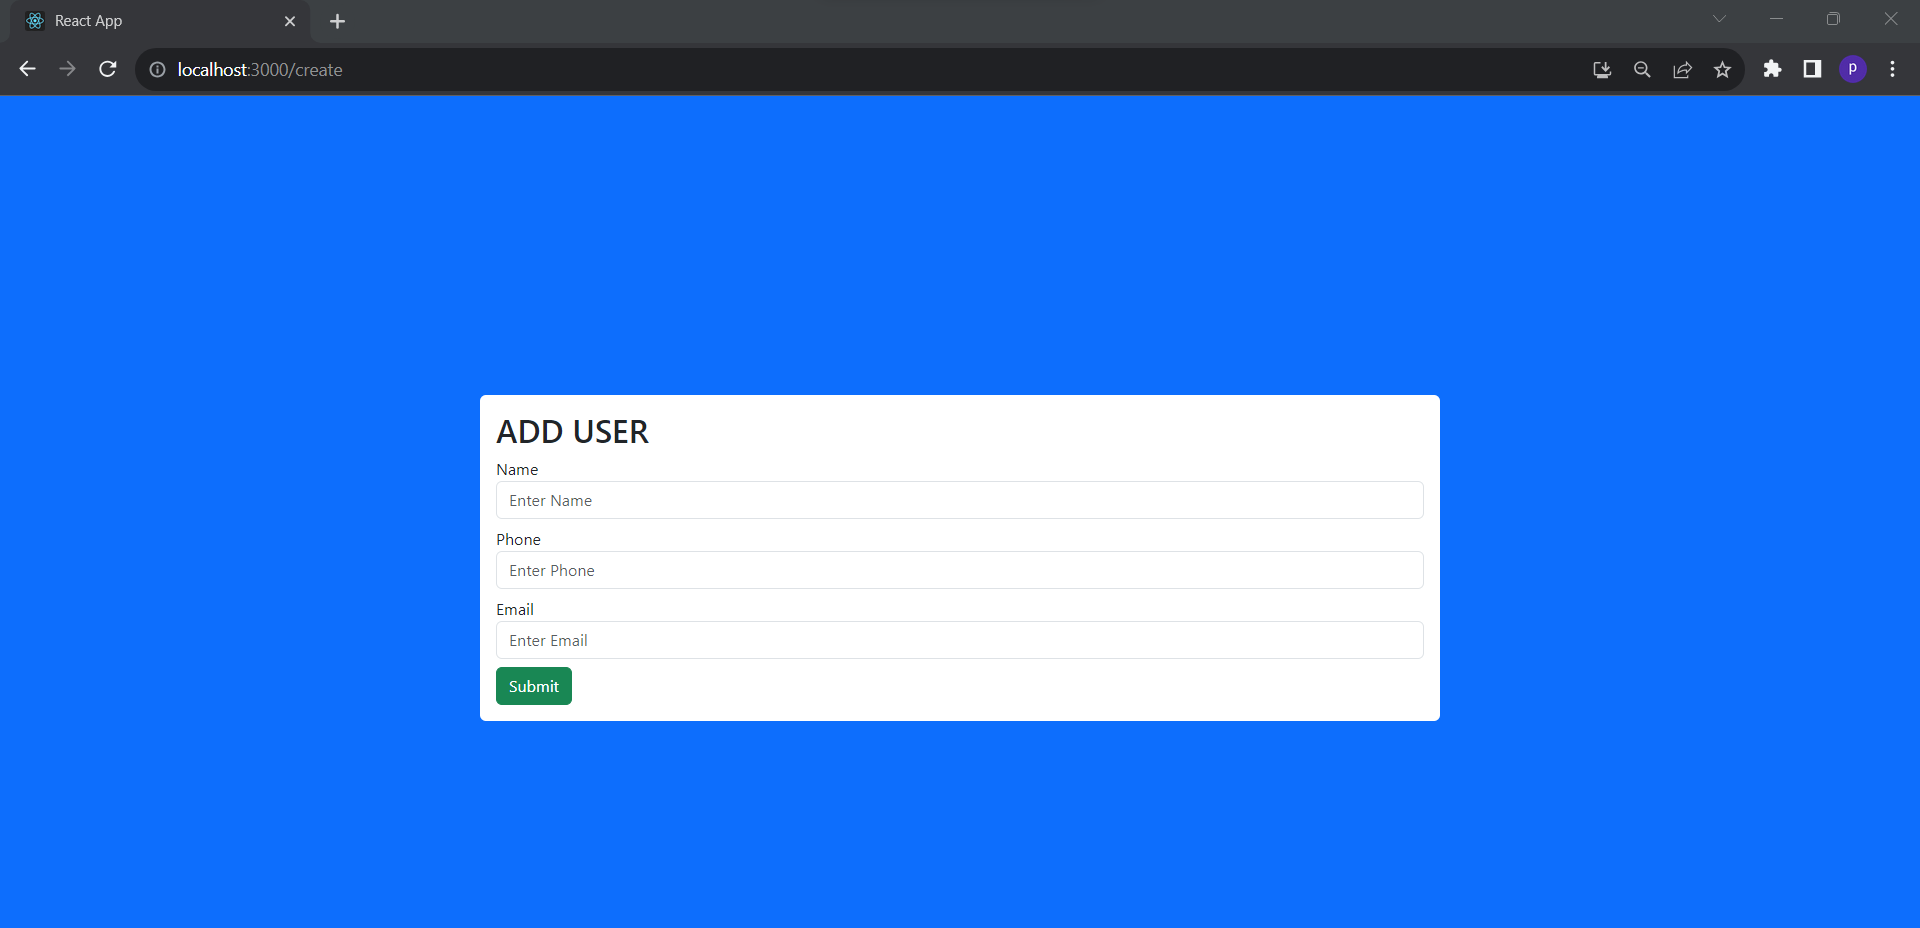 React App
localhost:3000/create
p
ADD USER
Name
Enter Name
Phone
Enter Phone
Email
Enter Email
Submit